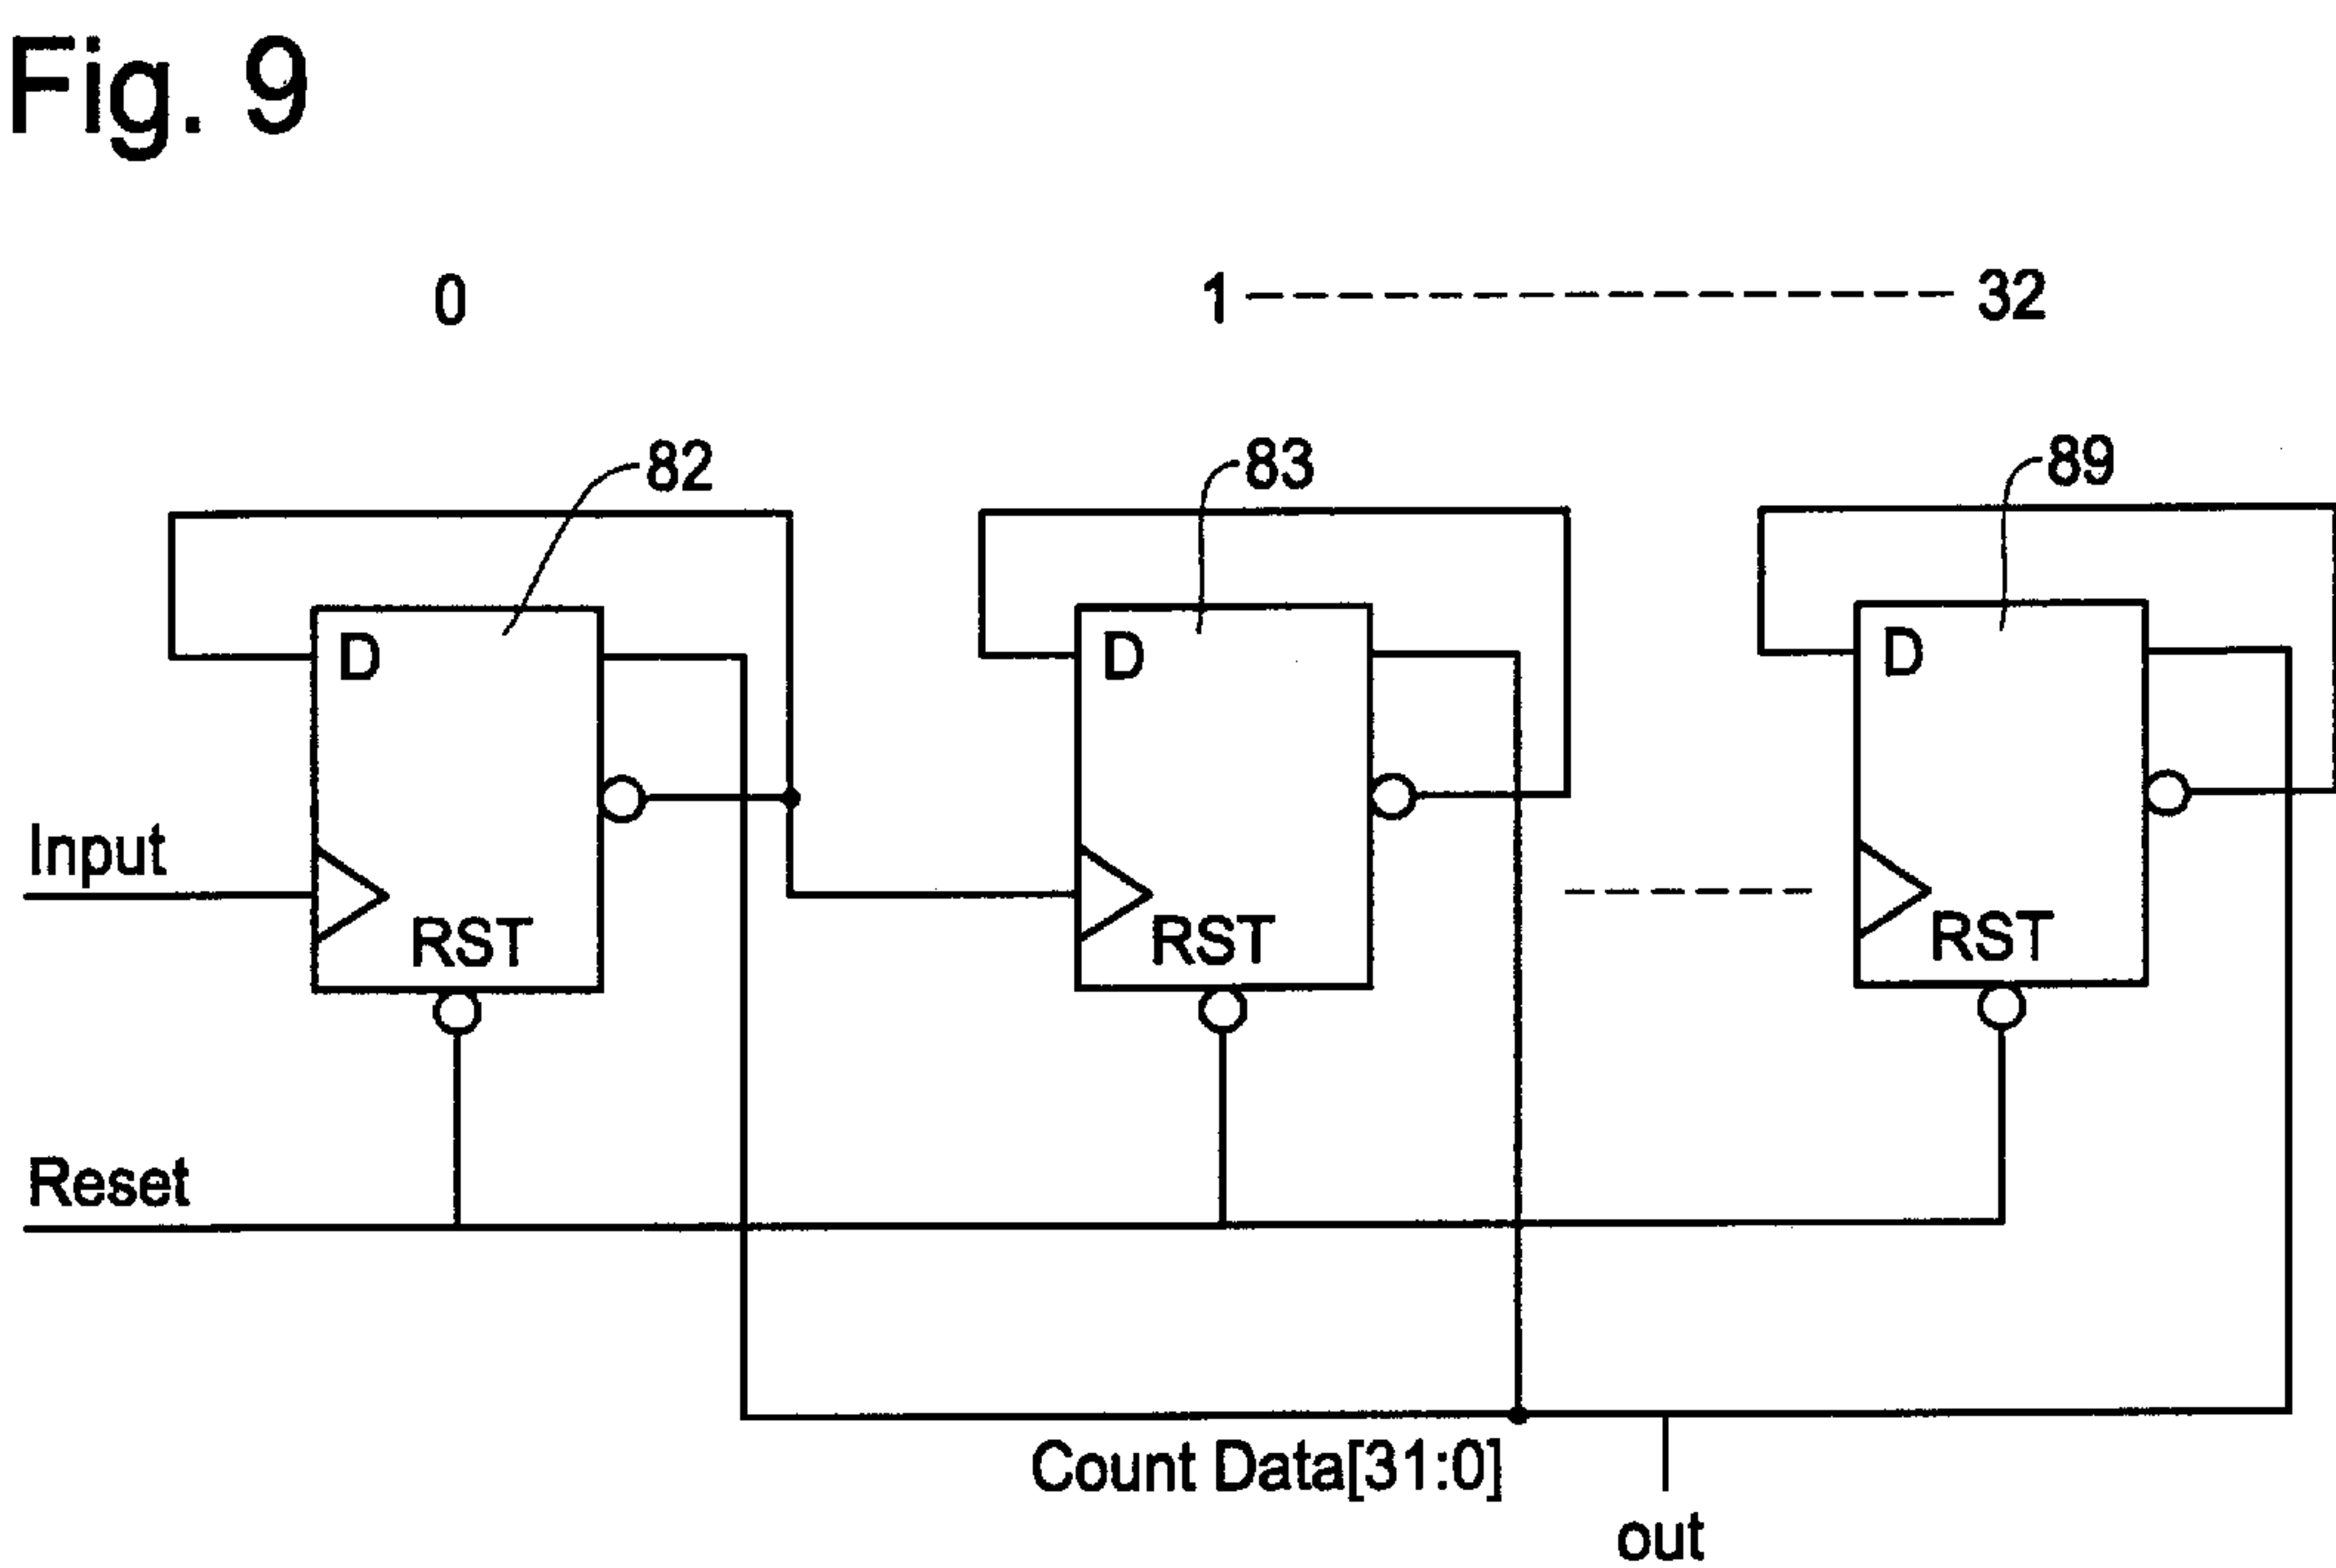 Fig. 9
0 1 32
82 83 89
D D D
Input
RST RST RST
Reset
Count Data[31:0]
out